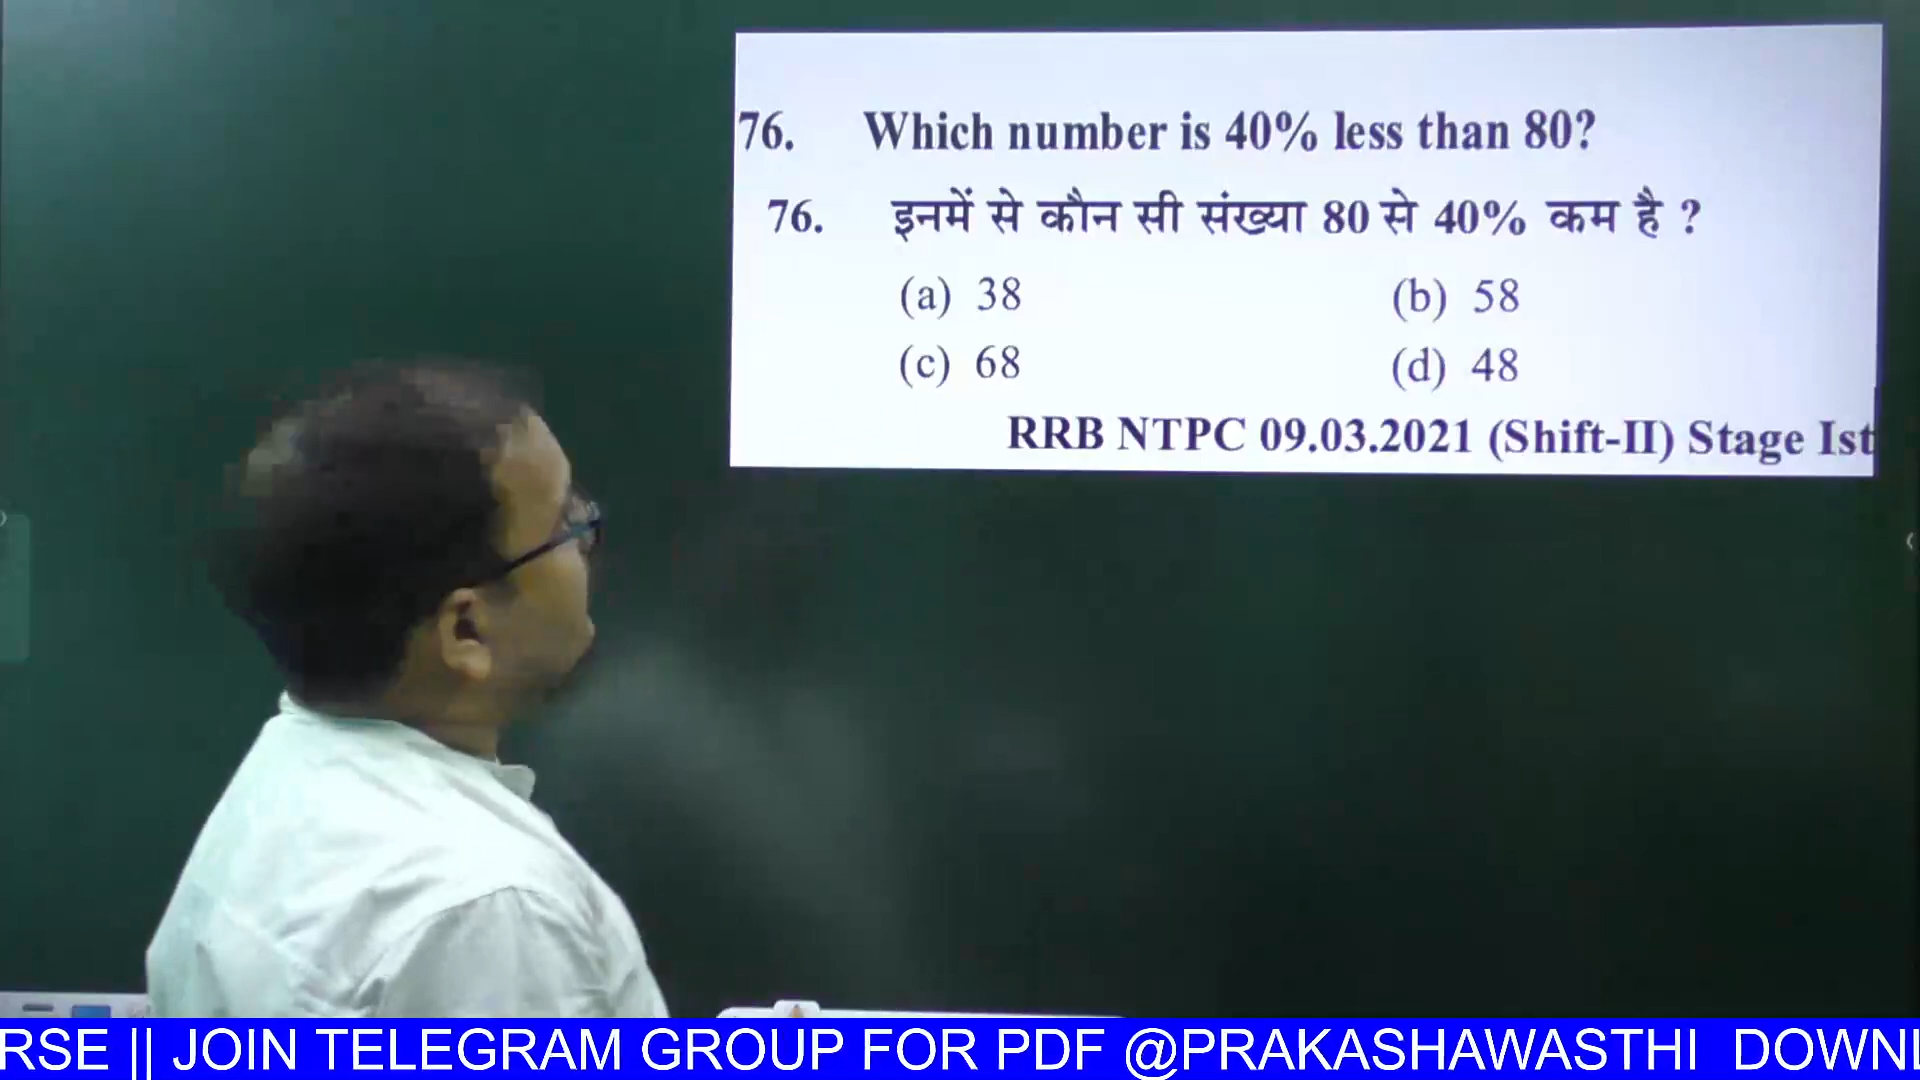 76. Which number is 40% less than 80?
76. इनमें से कौन सी संख्या 80 से 40% कम है ?
(a) 38 (b) 58
(c) 68 (d) 48
RRB NTPC 09.03.2021 (Shift-II) Stage Ist
RSE || JOIN TELEGRAM GROUP FOR PDF @PRAKASHAWASTHI DOWNL